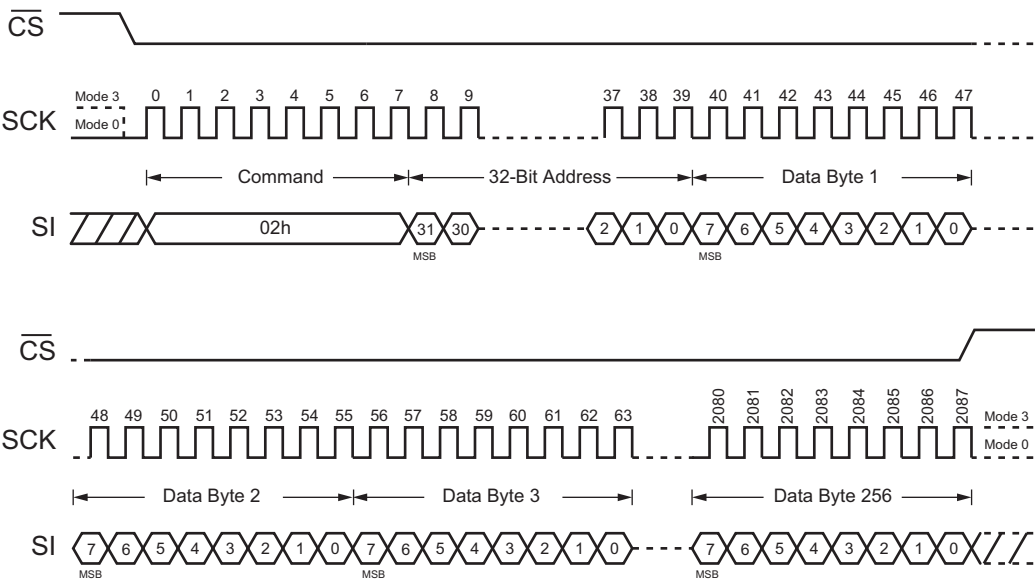 CS
Mode 3 0 1 2 3 4 5 6 7 8 9 37 38 39 40 41 42 43 44 45 46 47
SCK Mode 0
Command 32-Bit Address Data Byte 1
SI 02h 31 30 2 1 0 7 6 5 4 3 2 1 0
MSB MSB
CS
48 49 50 51 52 53 54 55 56 57 58 59 60 61 62 63 2080 2081 2082 2083 2084 2085 2086 2087 Mode 3
SCK Mode 0
Data Byte 2 Data Byte 3 Data Byte 256
SI 7 6 5 4 3 2 1 0 7 6 5 4 3 2 1 0 7 6 5 4 3 2 1 0
MSB MSB MSB